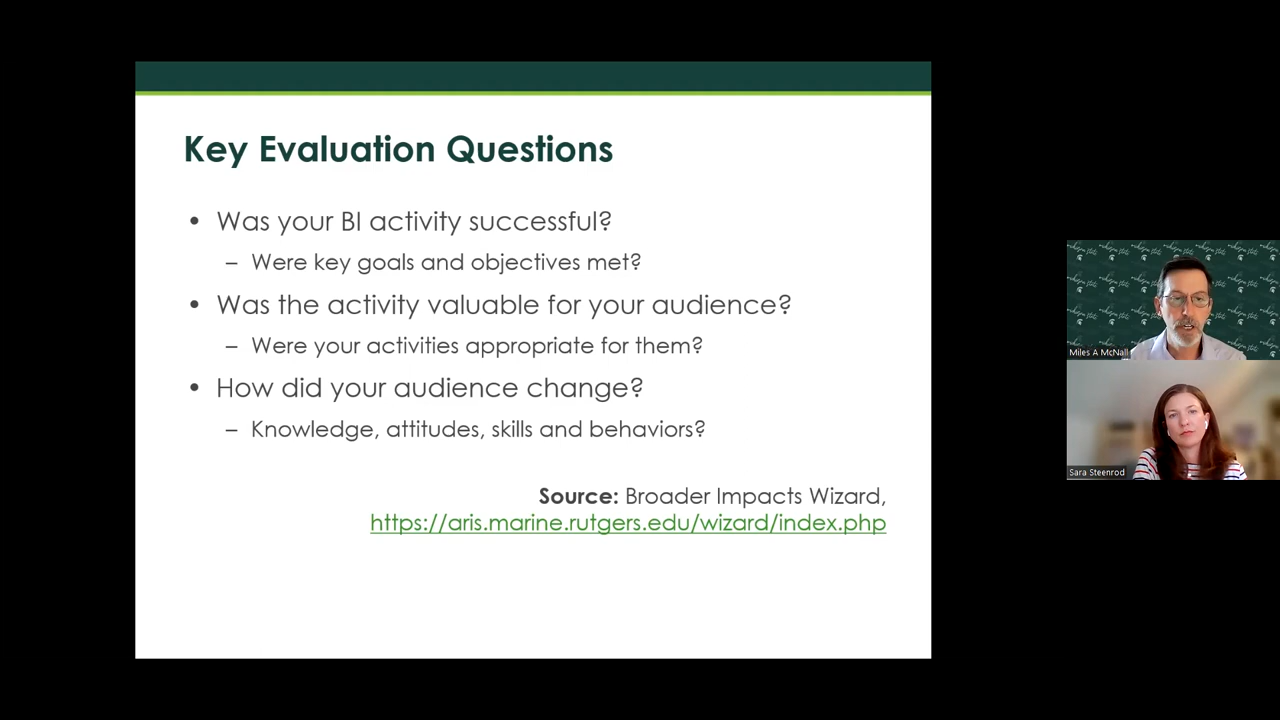 Key Evaluation Questions
• Was your BI activity successful?
– Were key goals and objectives met?
• Was the activity valuable for your audience?
– Were your activities appropriate for them?
• How did your audience change?
– Knowledge, attitudes, skills and behaviors?
Source: Broader Impacts Wizard,
https://aris.marine.rutgers.edu/wizard/index.php
Miles A McNall
Sara Steenrod